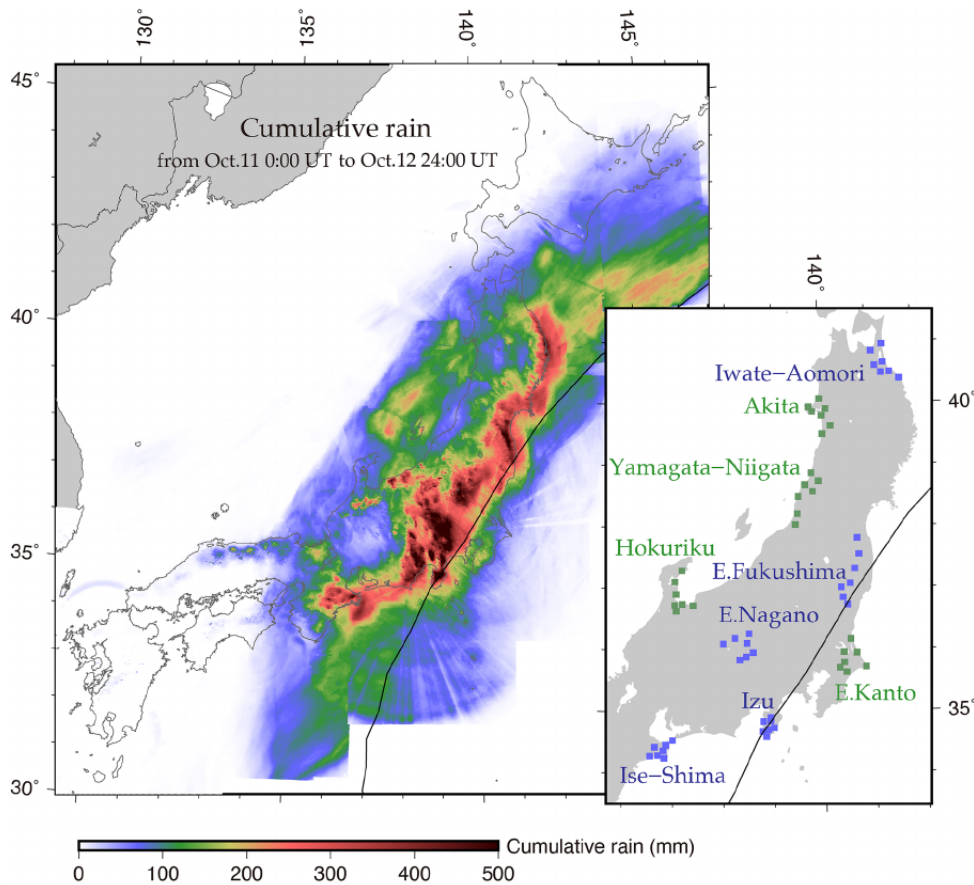 130°
135°
140°
145°
45°
Cumulative rain
from Oct.11 0:00 UT to Oct.12 24:00 UT
40°
35°
30°
140°
Iwate−Aomori
40°
Akita
Yamagata−Niigata
Hokuriku
E.Fukushima
E.Nagano
E.Kanto
Izu
35°
Ise−Shima
Cumulative rain (mm)
0 100 200 300 400 500